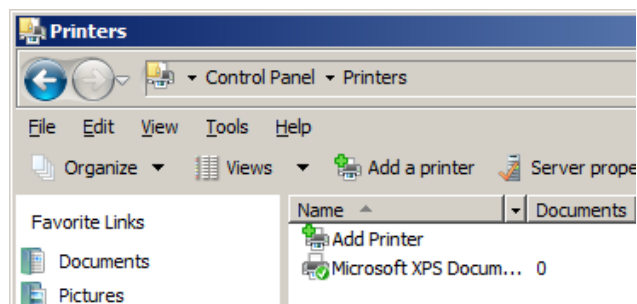 Printers
Control Panel Printers
File Edit View Tools Help
Organize Views Add a printer Server prope
Favorite Links
Name Documents
Add Printer
Documents
Microsoft XPS Docum... 0
Pictures